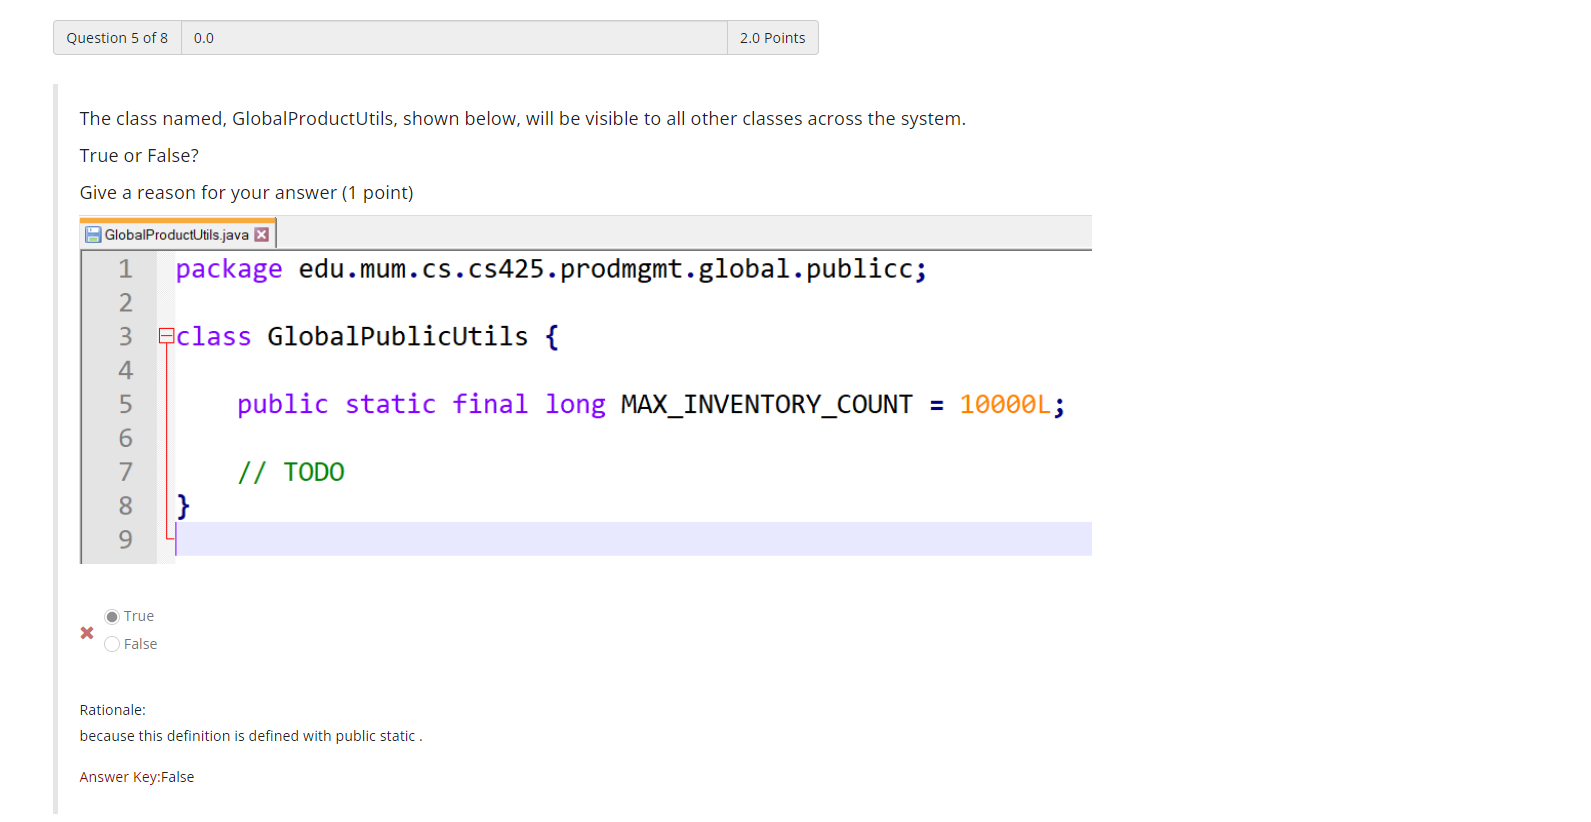 Question 5 of 8 0.0 2.0 Points
The class named, GlobalProductUtils, shown below, will be visible to all other classes across the system.
True or False?
Give a reason for your answer (1 point)
GlobalProductUtils.java
1 package edu.mum.cs.cs425.prodmgmt.global.publicc;
2
3 class GlobalPublicUtils {
4
5 public static final long MAX_INVENTORY_COUNT = 10000L;
6
7 // TODO
8 }
9
True
False
Rationale:
because this definition is defined with public static .
Answer Key:False